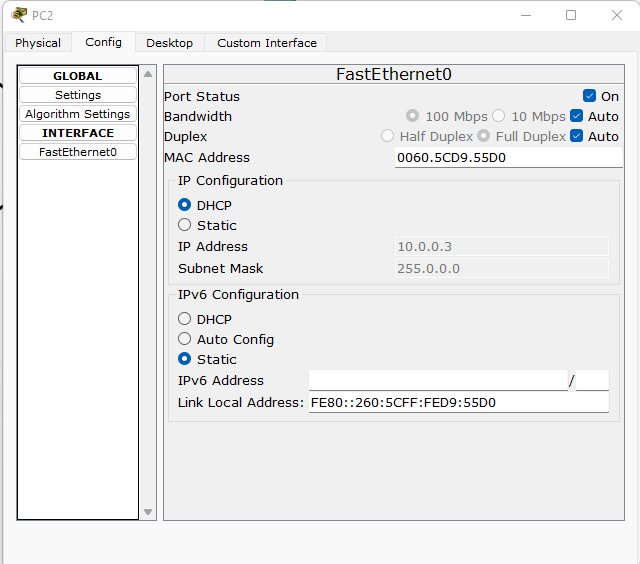 PC2
Physical Config Desktop Custom Interface
GLOBAL
Settings
Algorithm Settings
INTERFACE
FastEthernet0
FastEthernet0
Port Status On
Bandwidth 100 Mbps 10 Mbps Auto
Duplex Half Duplex Full Duplex Auto
MAC Address 0060.5CD9.55D0
IP Configuration
DHCP
Static
IP Address 10.0.0.3
Subnet Mask 255.0.0.0
IPv6 Configuration
DHCP
Auto Config
Static
IPv6 Address /
Link Local Address: FE80::260:5CFF:FED9:55D0